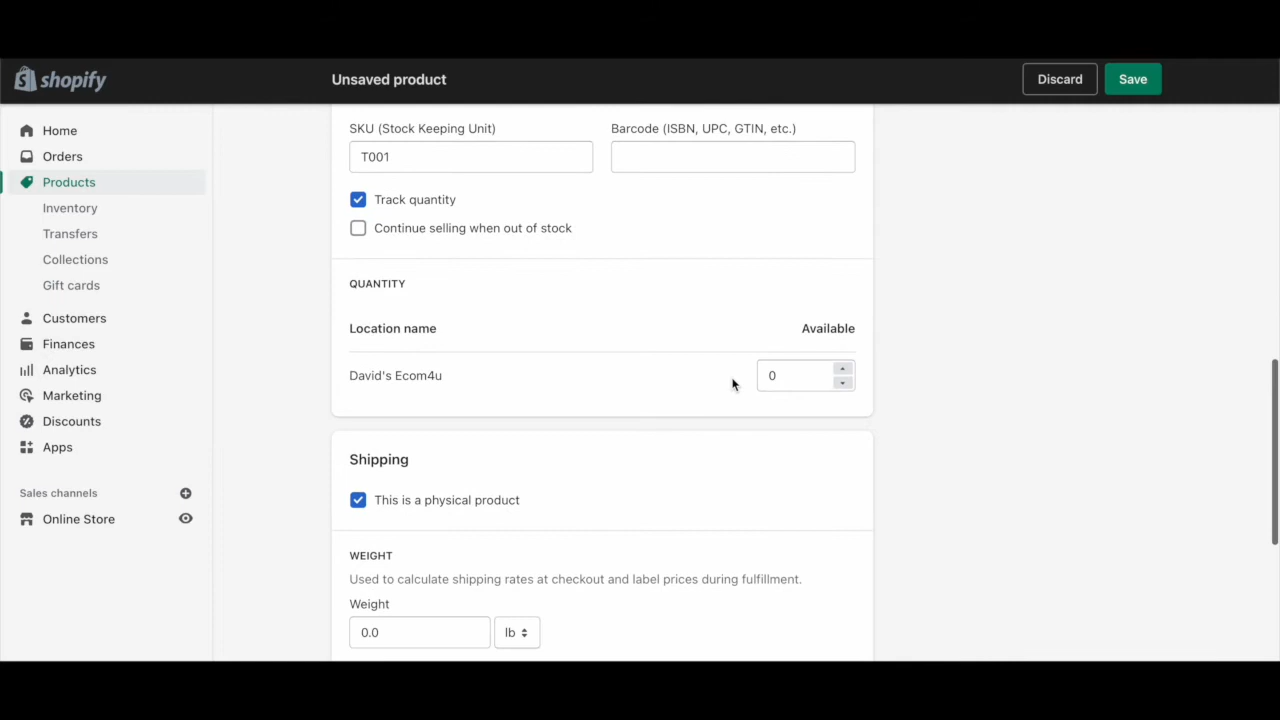 shopify
Unsaved product
Discard
Save
Home
Orders
Products
Inventory
Transfers
Collections
Gift cards
Customers
Finances
Analytics
Marketing
Discounts
Apps
Sales channels
Online Store
SKU (Stock Keeping Unit)
Barcode (ISBN, UPC, GTIN, etc.)
T001
Track quantity
Continue selling when out of stock
QUANTITY
Location name
Available
David's Ecom4u
0
Shipping
This is a physical product
WEIGHT
Used to calculate shipping rates at checkout and label prices during fulfillment.
Weight
0.0
lb